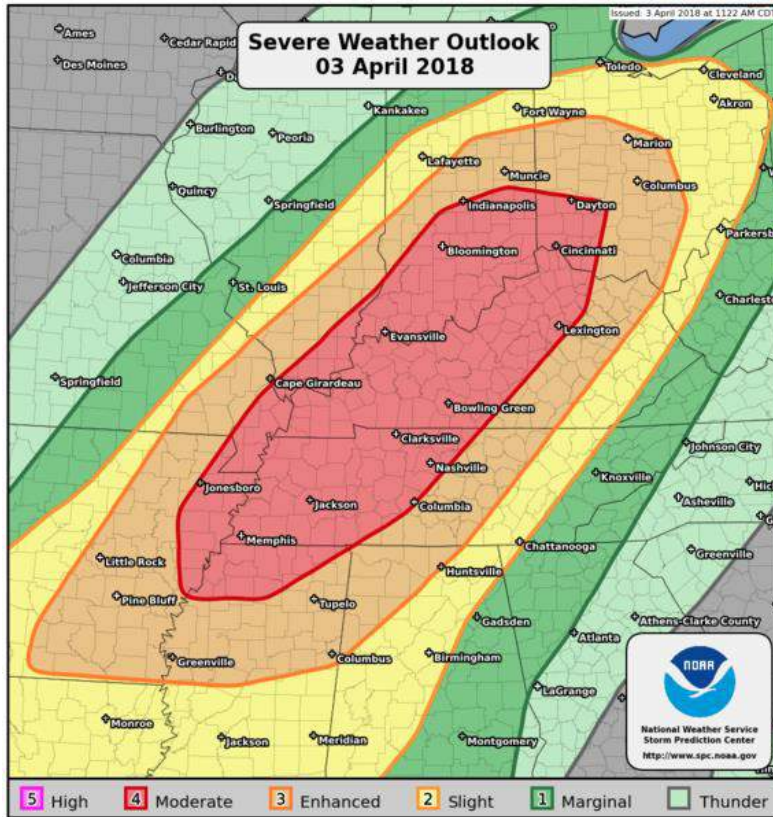 Issued: 3 April 2018 at 1122 AM CDT
Severe Weather Outlook
03 April 2018
Ames
Cedar Rapid
Des Moines
Toledo
Cleveland
Akron
Kankakee
Fort Wayne
Burlington
Peoria
Marion
Lafayette
Muncie
Columbus
Quincy
Springfield
Indianapolis
Dayton
Parkersb
Bloomington
Cincinnati
Columbia
Jefferson City
St. Louis
Charlest
Evansville
Lexington
Springfield
Cape Girardeau
Bowling Green
Clarksville
Johnson City
Nashville
Knoxville
Jonesboro
Hic
Jackson
Columbia
Asheville
Memphis
Chattanooga
Greenville
Little Rock
Huntsville
Pine Bluff
Tupelo
Gadsden
Athens-Clarke County
Atlanta
Greenville
Columbus
Birmingham
LaGrange
Monroe
Jackson
Meridian
Montgomery
NOAA
National Weather Service
Storm Prediction Center
http://www.spc.noaa.gov
5 High 4 Moderate 3 Enhanced 2 Slight 1 Marginal Thunder